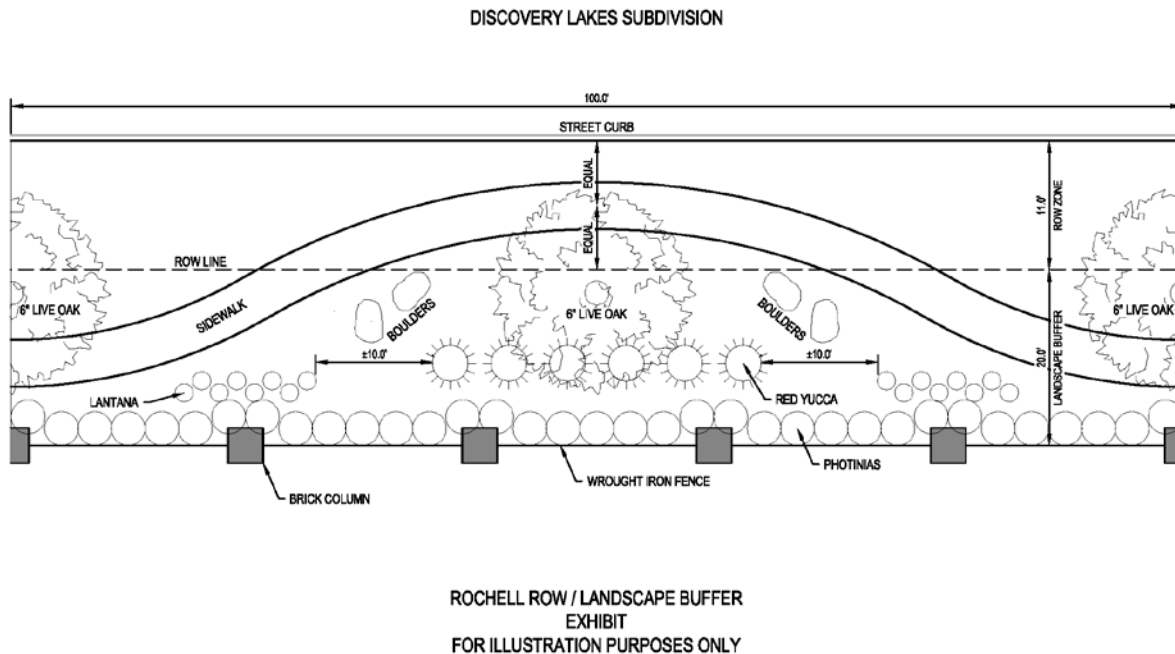 DISCOVERY LAKES SUBDIVISION
100.0'
STREET CURB
EQUAL
EQUAL
11.0'
ROW ZONE
ROW LINE
6" LIVE OAK
SIDEWALK
BOULDERS
6" LIVE OAK
BOULDERS
6" LIVE OAK
±10.0'
±10.0'
20.0'
LANDSCAPE BUFFER
LANTANA
RED YUCCA
PHOTINIAS
WROUGHT IRON FENCE
BRICK COLUMN
ROCHELL ROW / LANDSCAPE BUFFER
EXHIBIT
FOR ILLUSTRATION PURPOSES ONLY